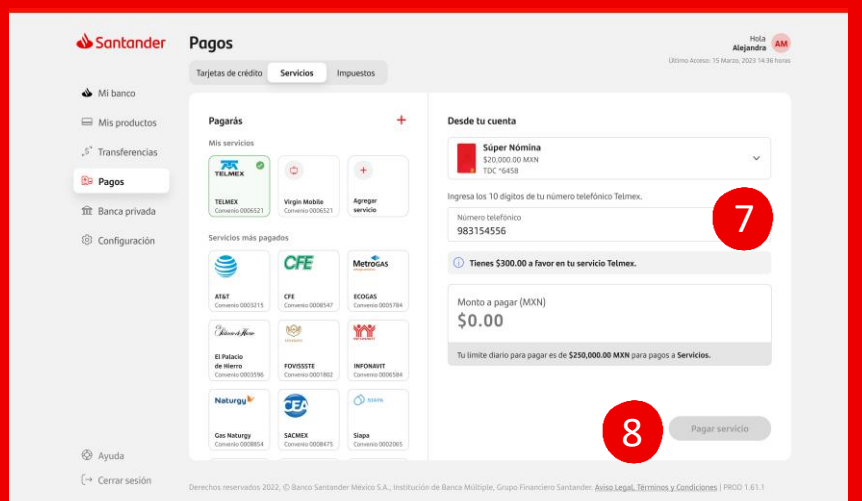 Santander
Pagos
Hola
Alejandra
AM
Último Acceso: 15 Marzo, 2023 14:36 horas
Tarjetas de crédito Servicios Impuestos
Mi banco
Mis productos
Transferencias
Pagos
Banca privada
Configuración
Ayuda
Cerrar sesión
Pagarás +
Mis servicios
TELMEX
TELMEX
Convenio 0006521
Virgin Mobile
Convenio 0006521
+
Agregar
servicio
Servicios más pagados
AT&T
Convenio 0003215
CFE
CFE
Convenio 0008547
MetroGAS
ECOGAS
Convenio 0005784
El Palacio de Hierro
El Palacio
de Hierro
Convenio 0003596
FOVISSSTE
Convenio 0001862
INFONAVIT
Convenio 0006584
Naturgy
Gas Naturgy
Convenio 0008854
CEA
SACMEX
Convenio 0008475
SIAPA
Siapa
Convenio 0002065
Desde tu cuenta
Súper Nómina
$20,000.00 MXN
TDC *6458
Ingresa los 10 dígitos de tu número telefónico Telmex.
Número telefónico
983154556
7
Tienes $300.00 a favor en tu servicio Telmex.
Monto a pagar (MXN)
$0.00
Tu límite diario para pagar es de $250,000.00 MXN para pagos a Servicios.
8
Pagar servicio
Derechos reservados 2022, © Banco Santander México S.A., Institución de Banca Múltiple, Grupo Financiero Santander. Aviso Legal, Términos y Condiciones | PROD 1.61.1